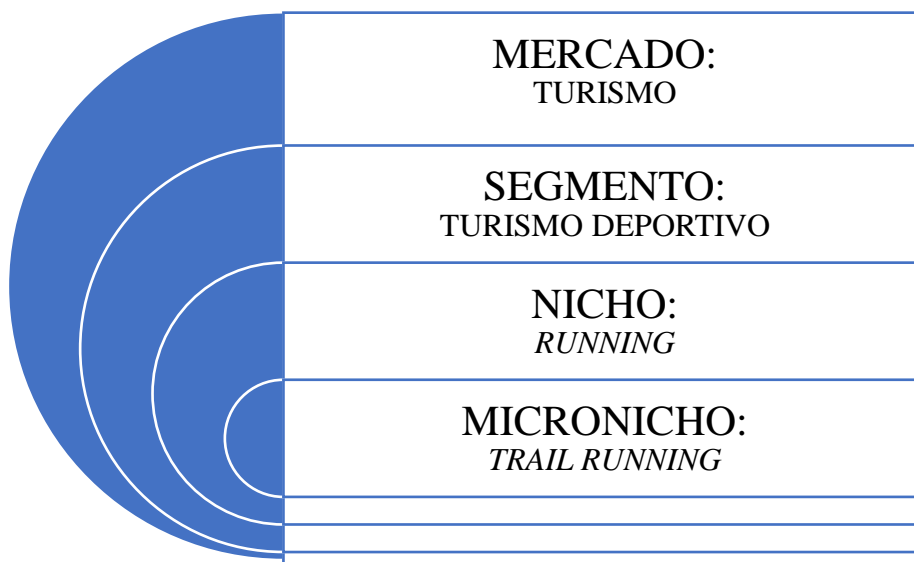 MERCADO:
TURISMO
SEGMENTO:
TURISMO DEPORTIVO
NICHO:
RUNNING
MICRONICHO:
TRAIL RUNNING